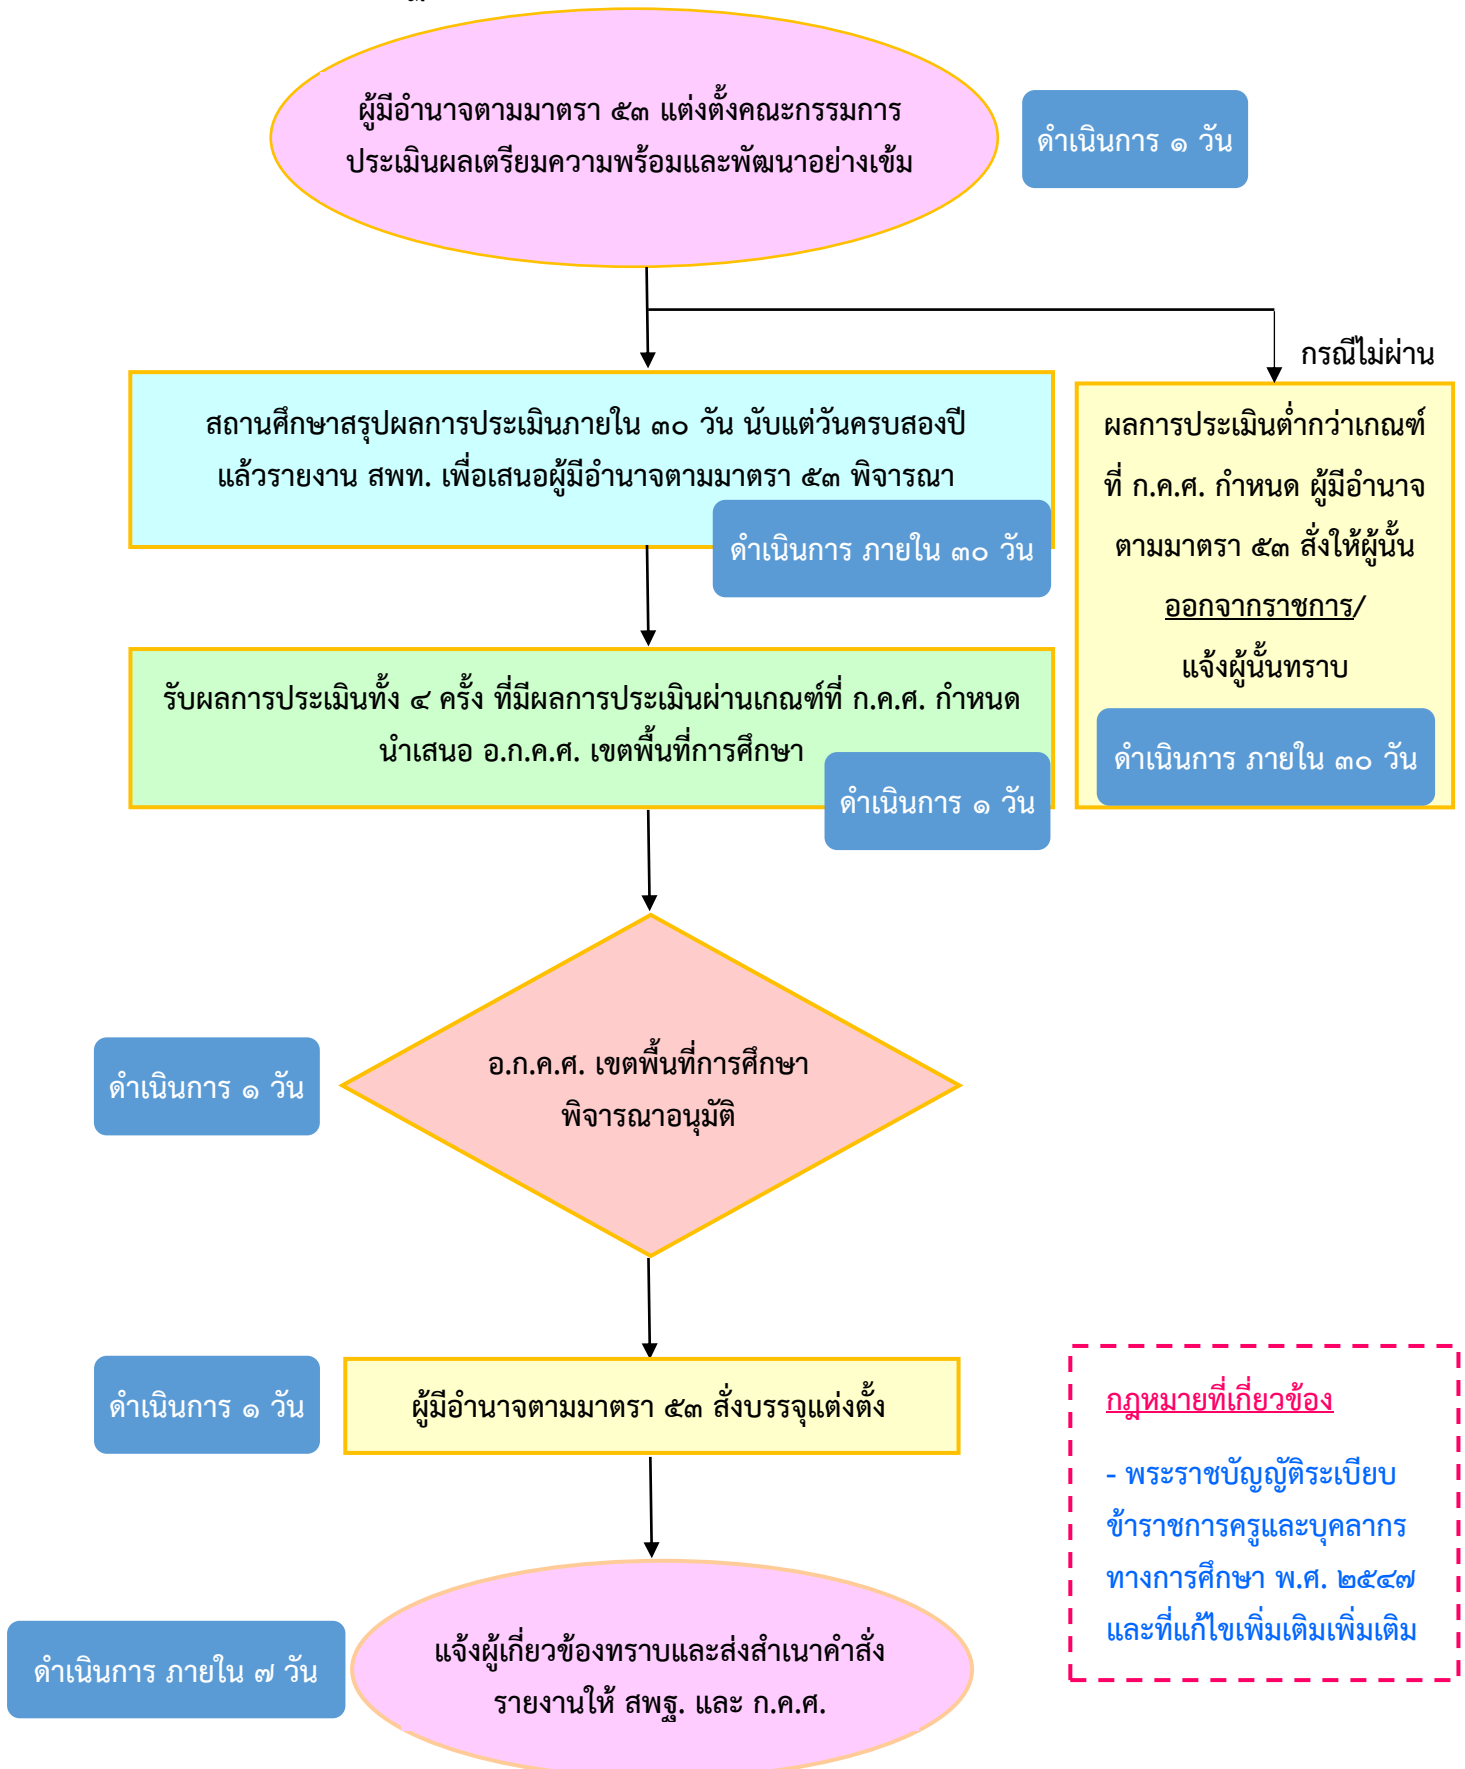 ผู้มีอำนาจตามมาตรา ๕๓ แต่งตั้งคณะกรรมการ
ประเมินผลเตรียมความพร้อมและพัฒนาอย่างเข้ม
ดำเนินการ ๑ วัน
กรณีไม่ผ่าน
สถานศึกษาสรุปผลการประเมินภายใน ๓๐ วัน นับแต่วันครบสองปี
แล้วรายงาน สพท. เพื่อเสนอผู้มีอำนาจตามมาตรา ๕๓ พิจารณา
ดำเนินการ ภายใน ๓๐ วัน
ผลการประเมินต่ำกว่าเกณฑ์
ที่ ก.ค.ศ. กำหนด ผู้มีอำนาจ
ตามมาตรา ๕๓ สั่งให้ผู้นั้น
ออกจากราชการ/
แจ้งผู้นั้นทราบ
ดำเนินการ ภายใน ๓๐ วัน
รับผลการประเมินทั้ง ๔ ครั้ง ที่มีผลการประเมินผ่านเกณฑ์ที่ ก.ค.ศ. กำหนด
นำเสนอ อ.ก.ค.ศ. เขตพื้นที่การศึกษา
ดำเนินการ ๑ วัน
อ.ก.ค.ศ. เขตพื้นที่การศึกษา
พิจารณาอนุมัติ
ดำเนินการ ๑ วัน
ดำเนินการ ๑ วัน
ผู้มีอำนาจตามมาตรา ๕๓ สั่งบรรจุแต่งตั้ง
กฎหมายที่เกี่ยวข้อง
- พระราชบัญญัติระเบียบ
ข้าราชการครูและบุคลากร
ทางการศึกษา พ.ศ. ๒๕๔๗
และที่แก้ไขเพิ่มเติมเพิ่มเติม
ดำเนินการ ภายใน ๗ วัน
แจ้งผู้เกี่ยวข้องทราบและส่งสำเนาคำสั่ง
รายงานให้ สพฐ. และ ก.ค.ศ.